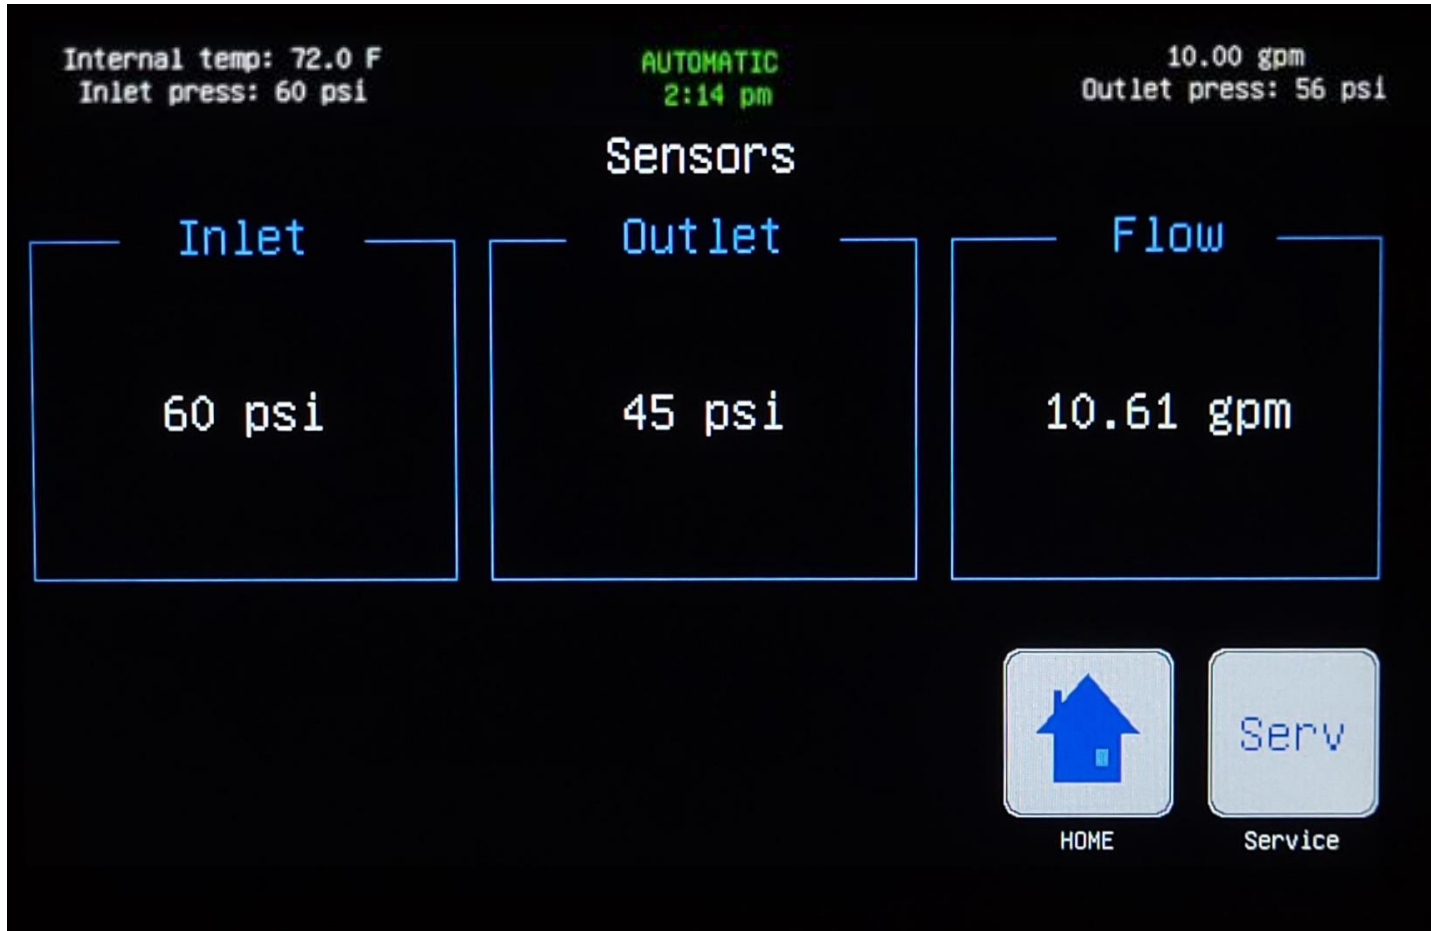 Internal temp: 72.0 F
Inlet press: 60 psi
AUTOMATIC
2:14 pm
10.00 gpm
Outlet press: 56 psi
Sensors
Inlet
Outlet
Flow
60 psi
45 psi
10.61 gpm
Serv
HOME
Service